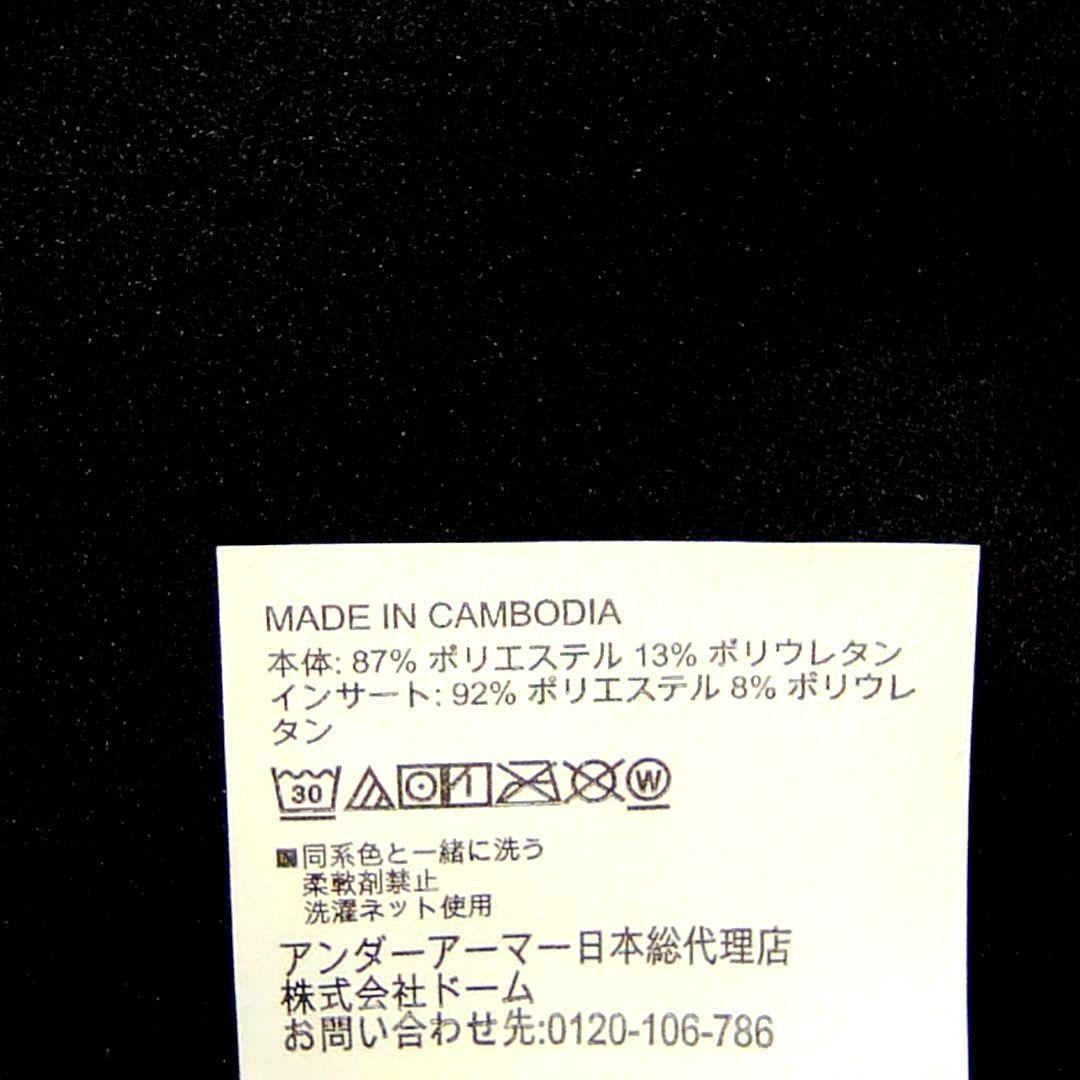 MADE IN CAMBODIA
本体: 87% ポリエステル 13% ポリウレタン
インサート: 92% ポリエステル 8% ポリウレ
タン
30 W
同系色と一緒に洗う
柔軟剤禁止
洗濯ネット使用
アンダーアーマー日本総代理店
株式会社ドーム
お問い合わせ先:0120-106-786